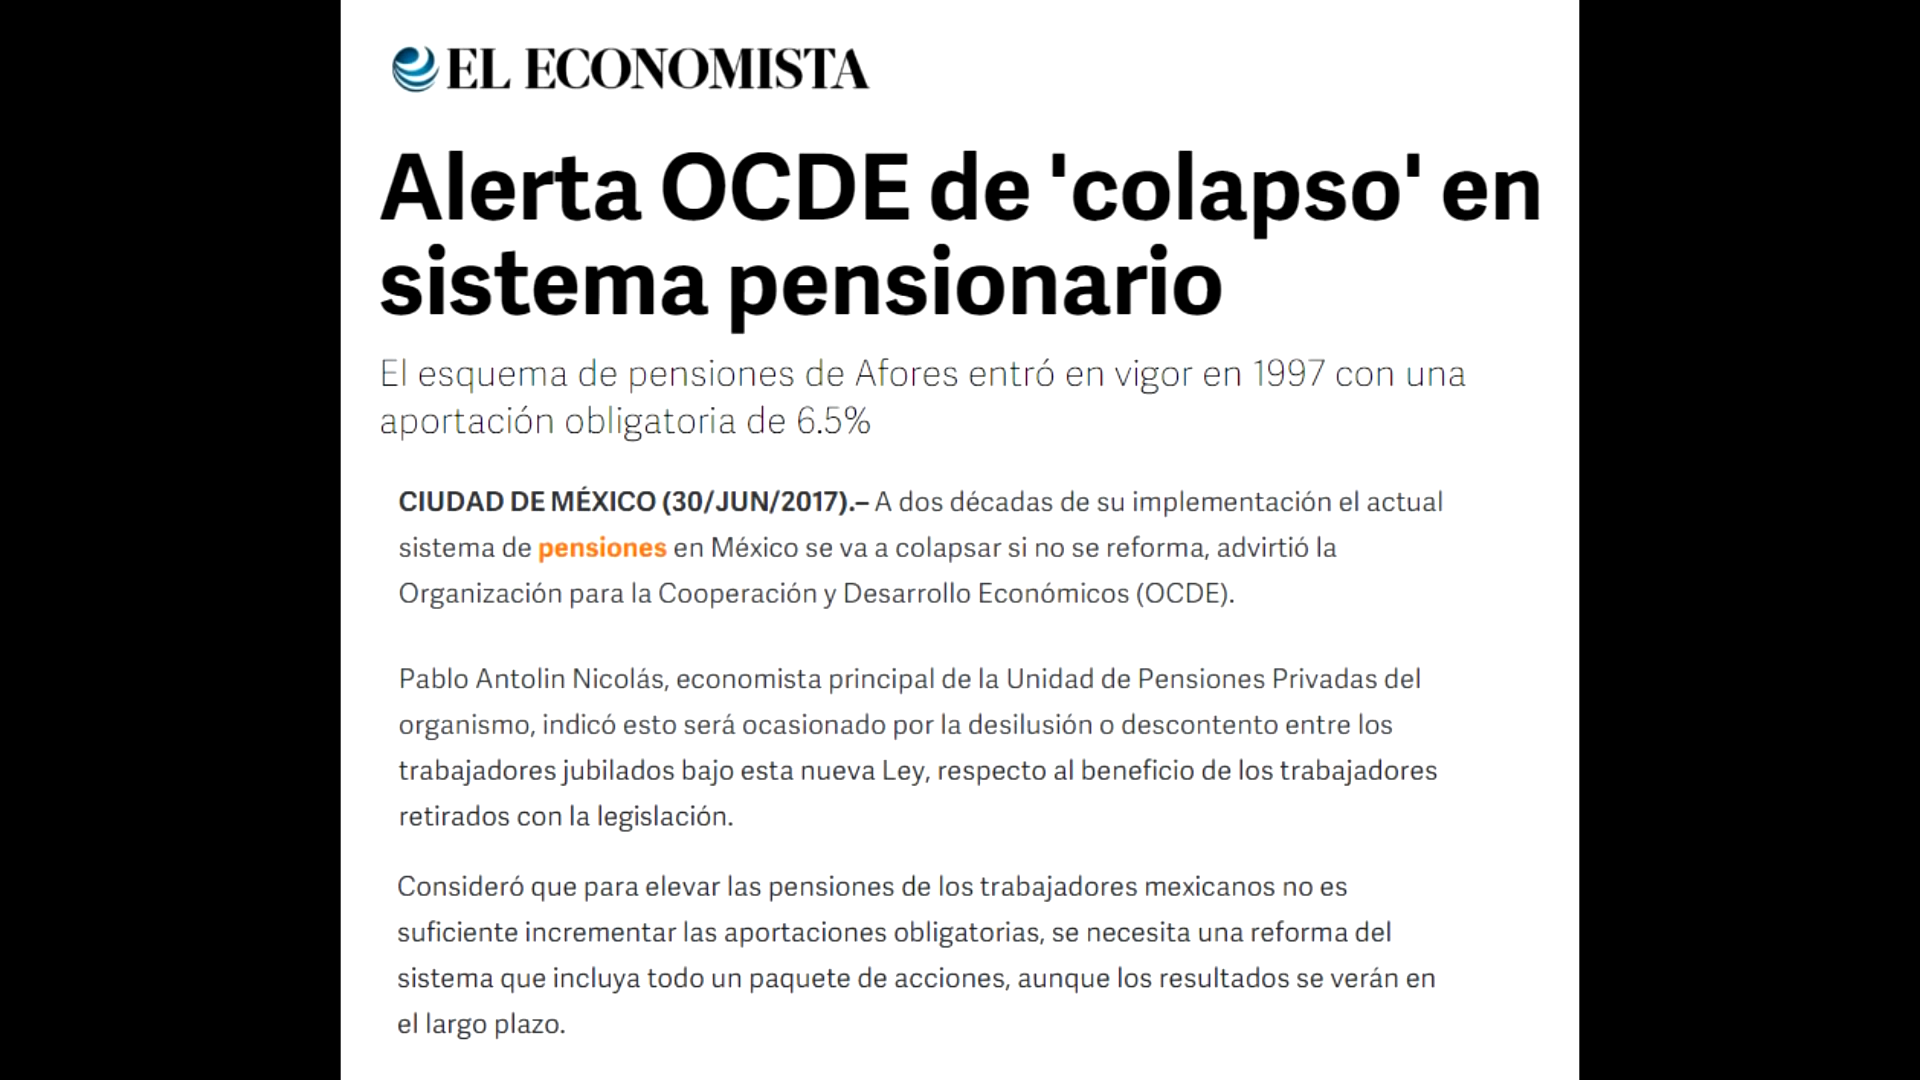 EL ECONOMISTA
Alerta OCDE de 'colapso' en
sistema pensionario
El esquema de pensiones de Afores entró en vigor en 1997 con una
aportación obligatoria de 6.5%
CIUDAD DE MÉXICO (30/JUN/2017).– A dos décadas de su implementación el actual
sistema de pensiones en México se va a colapsar si no se reforma, advirtió la
Organización para la Cooperación y Desarrollo Económicos (OCDE).
Pablo Antolin Nicolás, economista principal de la Unidad de Pensiones Privadas del
organismo, indicó esto será ocasionado por la desilusión o descontento entre los
trabajadores jubilados bajo esta nueva Ley, respecto al beneficio de los trabajadores
retirados con la legislación.
Consideró que para elevar las pensiones de los trabajadores mexicanos no es
suficiente incrementar las aportaciones obligatorias, se necesita una reforma del
sistema que incluya todo un paquete de acciones, aunque los resultados se verán en
el largo plazo.